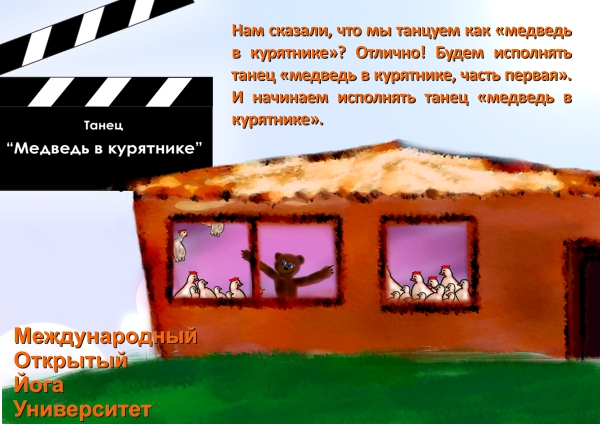 Нам сказали, что мы танцуем как «медведь
в курятнике»? Отлично! Будем исполнять
танец «медведь в курятнике, часть первая».
И начинаем исполнять танец «медведь в
курятнике».
Танец
“Медведь в курятнике”
Международный
Открытый
Йога
Университет